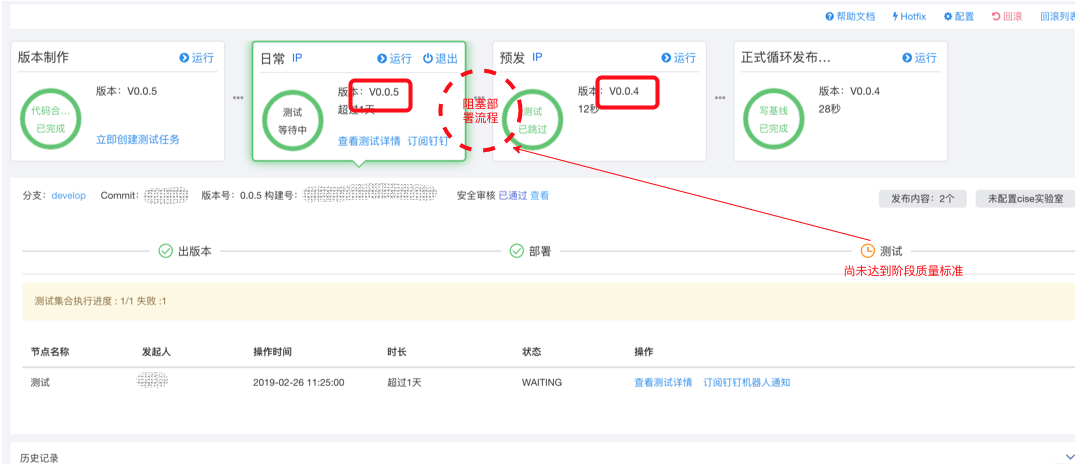 帮助文档 Hotfix 配置 回滚 回滚列表
版本制作 运行
代码合...
已完成
版本：V0.0.5
立即创建测试任务
日常 IP 运行 退出
测试
等待中
版本：V0.0.5
超过1天
查看测试详情 订阅钉钉
阻塞部
署流程
预发 IP 运行
测试
已跳过
版本：V0.0.4
12秒
正式循环发布... 运行
写基线
已完成
版本：V0.0.4
28秒
分支：develop Commit: 版本号：0.0.5 构建号: 安全审核 已通过 查看
发布内容：2个 未配置cise实验室
出版本 部署 测试
尚未达到阶段质量标准
测试集合执行进度 : 1/1 失败 :1
节点名称 发起人 操作时间 时长 状态 操作
测试 2019-02-26 11:25:00 超过1天 WAITING 查看测试详情 订阅钉钉机器人通知
历史记录